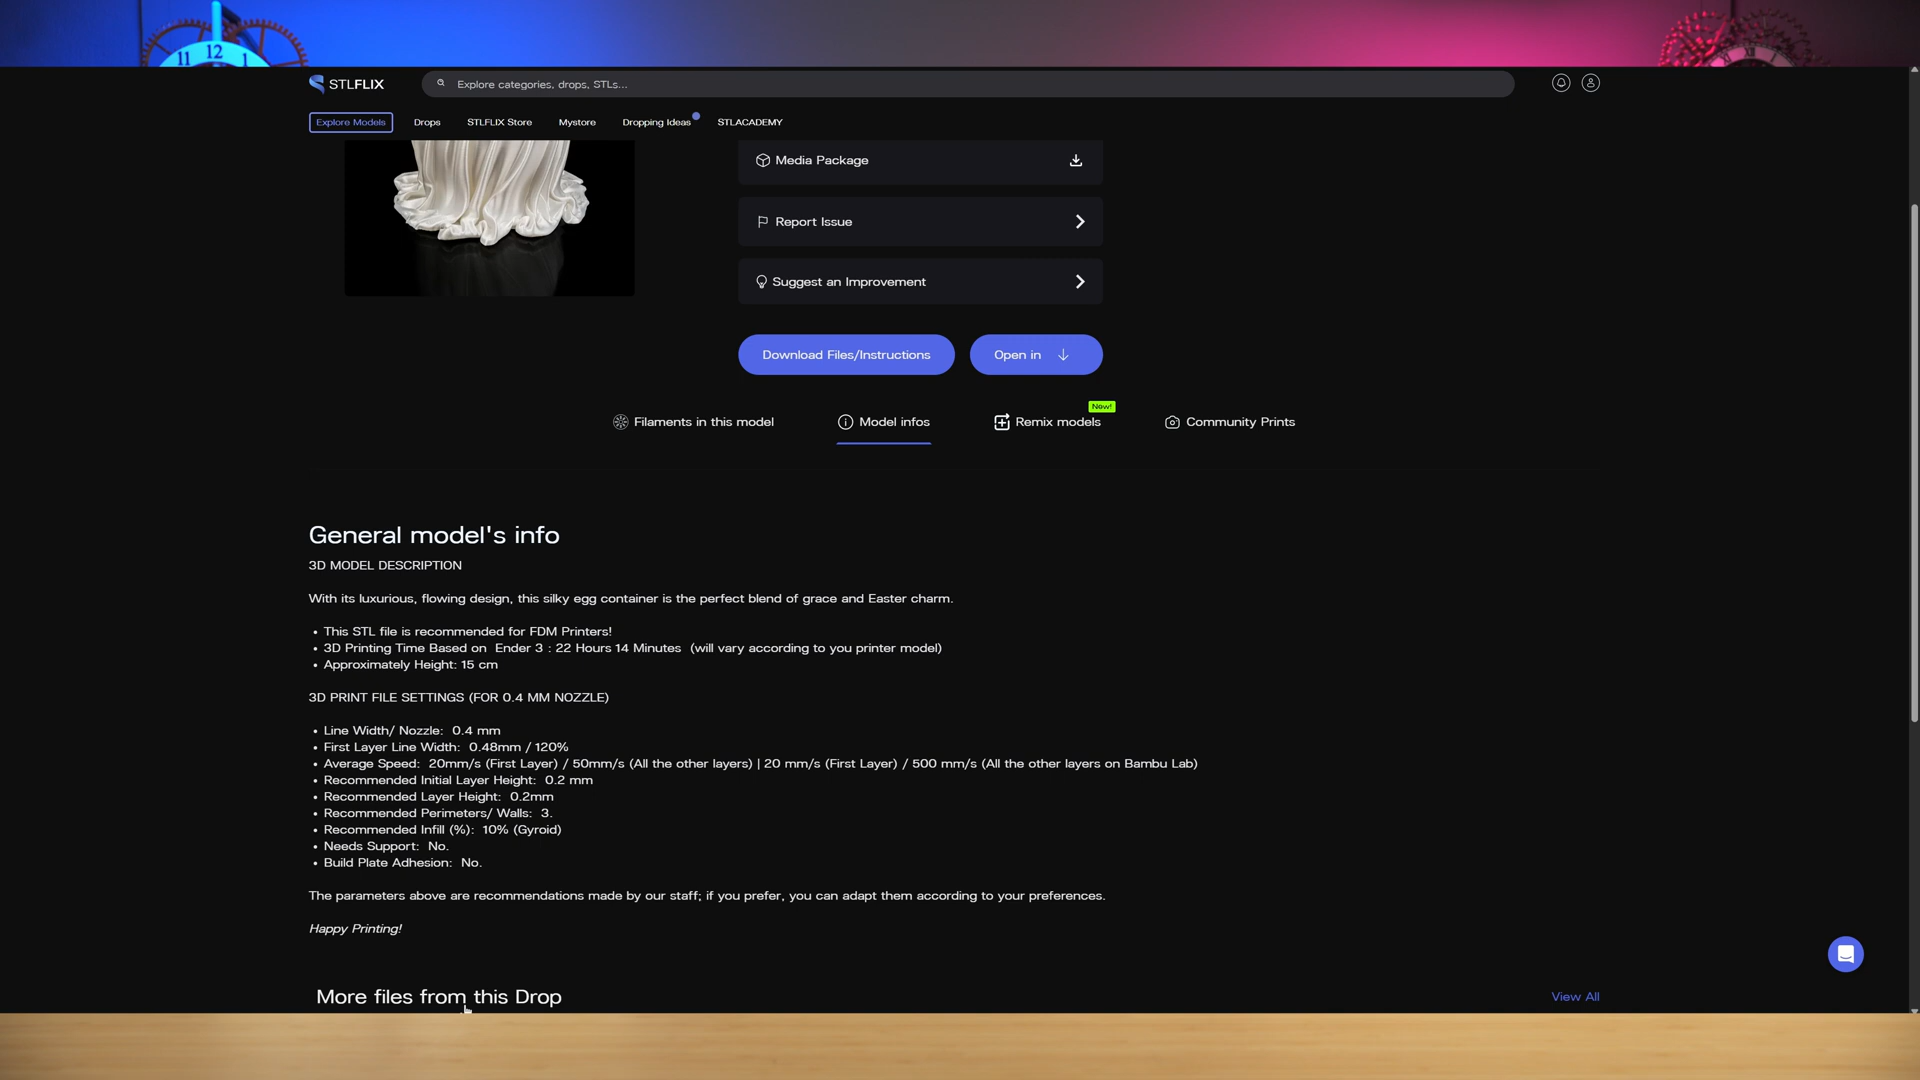 11 12 1
XII
STLFLIX
Explore categories, drops, STLs...
Explore Models
Drops
STLFLIX Store
Mystore
Dropping Ideas
STLACADEMY
Media Package
Report Issue
Suggest an Improvement
Download Files/Instructions
Open in
New!
Filaments in this model
Model infos
Remix models
Community Prints
General model's info
3D MODEL DESCRIPTION
With its luxurious, flowing design, this silky egg container is the perfect blend of grace and Easter charm.
• This STL file is recommended for FDM Printers!
• 3D Printing Time Based on Ender 3 : 22 Hours 14 Minutes (will vary according to you printer model)
• Approximately Height: 15 cm
3D PRINT FILE SETTINGS (FOR 0.4 MM NOZZLE)
• Line Width/ Nozzle: 0.4 mm
• First Layer Line Width: 0.48mm / 120%
• Average Speed: 20mm/s (First Layer) / 50mm/s (All the other layers) | 20 mm/s (First Layer) / 500 mm/s (All the other layers on Bambu Lab)
• Recommended Initial Layer Height: 0.2 mm
• Recommended Layer Height: 0.2mm
• Recommended Perimeters/ Walls: 3.
• Recommended Infill (%): 10% (Gyroid)
• Needs Support: No.
• Build Plate Adhesion: No.
The parameters above are recommendations made by our staff; if you prefer, you can adapt them according to your preferences.
Happy Printing!
More files from this Drop
View All